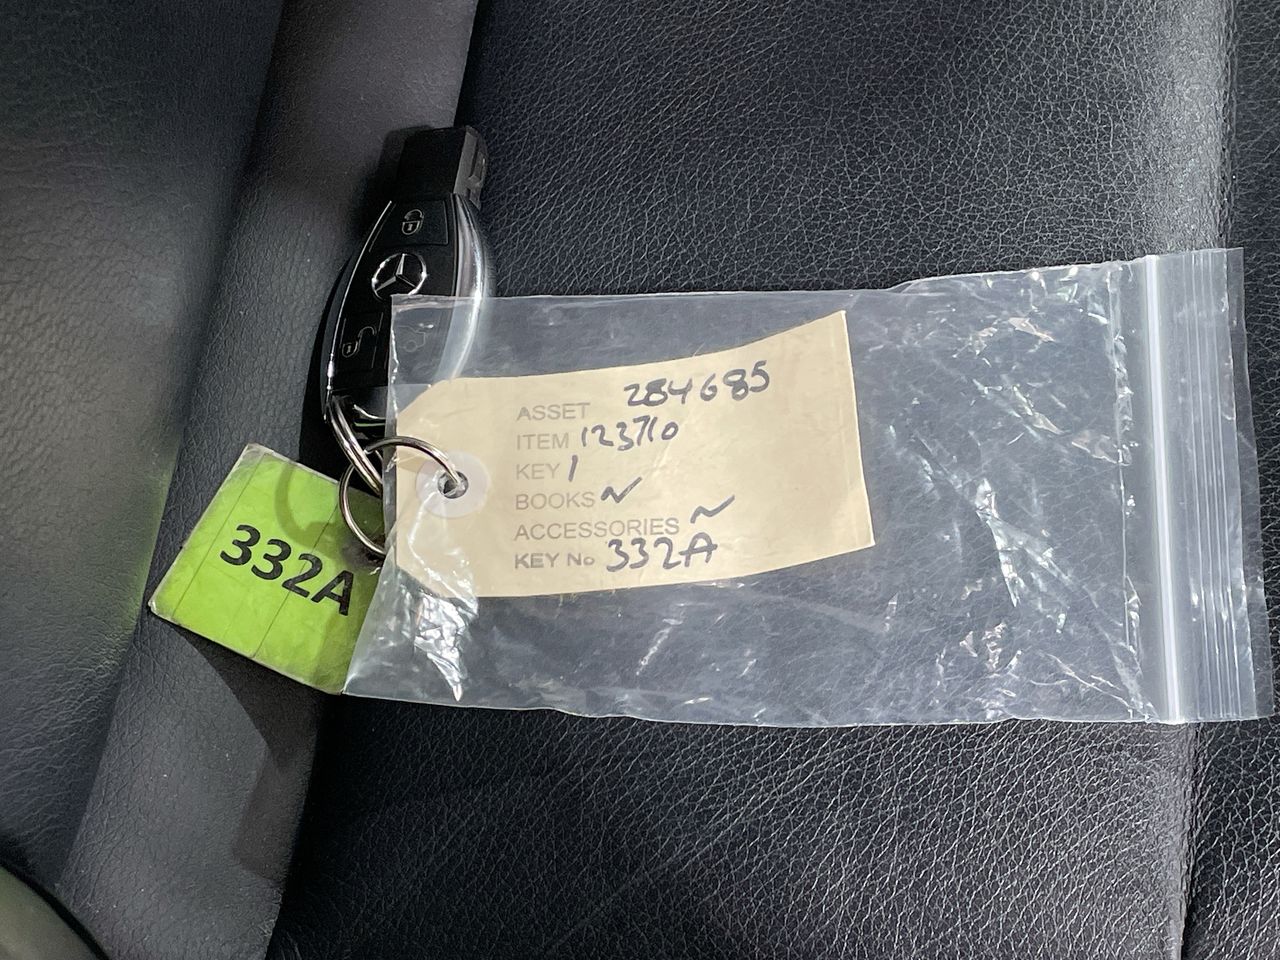 332A
ASSET 284685
ITEM 123710
KEY 1
BOOKS ~
ACCESSORIES ~
KEY No 332A